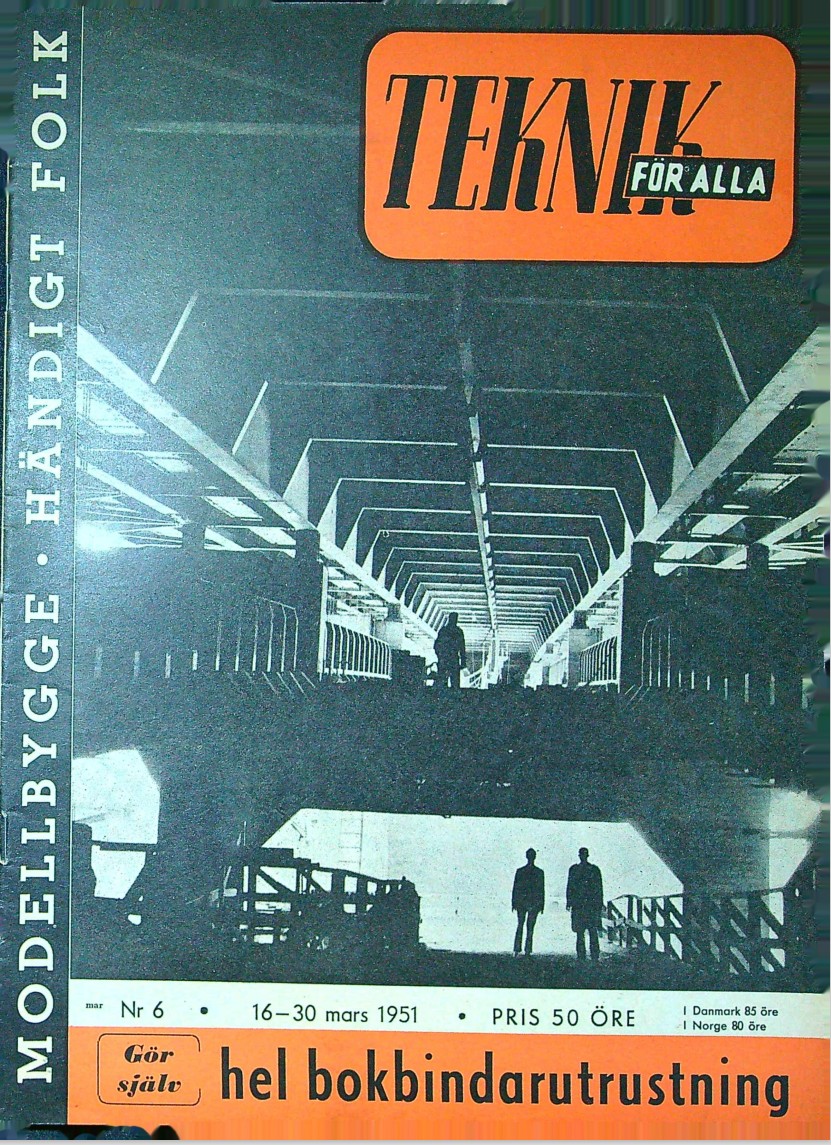 TEKNIK
FÖR ALLA
MODELLBYGGE · HÄNDIGT FOLK
mar Nr 6 • 16—30 mars 1951 • PRIS 50 ÖRE
I Danmark 85 öre
I Norge 80 öre
Gör
själv
hel bokbindarutrustning